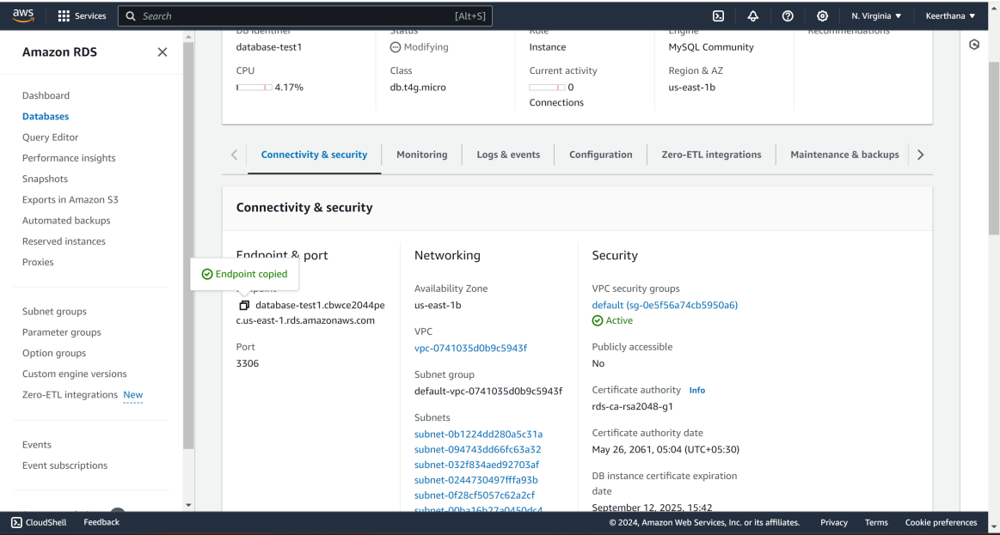 aws
Services
Search
[Alt+S]
N. Virginia ▼
Keerthana ▼
Amazon RDS
Dashboard
Databases
Query Editor
Performance insights
Snapshots
Exports in Amazon S3
Automated backups
Reserved instances
Proxies
Subnet groups
Parameter groups
Option groups
Custom engine versions
Zero-ETL integrations New
Events
Event subscriptions
DB identifier
database-test1
CPU
4.17%
Status
Modifying
Class
db.t4g.micro
Role
Instance
Current activity
0
Connections
Engine
MySQL Community
Region & AZ
us-east-1b
Recommendations
Connectivity & security
Monitoring
Logs & events
Configuration
Zero-ETL integrations
Maintenance & backups
Connectivity & security
Endpoint & port
Endpoint copied
Endpoint
database-test1.cbwce2044pe
c.us-east-1.rds.amazonaws.com
Port
3306
Networking
Availability Zone
us-east-1b
VPC
vpc-0741035d0b9c5943f
Subnet group
default-vpc-0741035d0b9c5943f
Subnets
subnet-0b1224dd280a5c31a
subnet-094743dd66fc63a32
subnet-032f834aed92703af
subnet-0244730497fffa93b
subnet-0f28cf5057c62a2cf
subnet-00ba16b27a0450dc4
Security
VPC security groups
default (sg-0e5f56a74cb5950a6)
Active
Publicly accessible
No
Certificate authority Info
rds-ca-rsa2048-g1
Certificate authority date
May 26, 2061, 05:04 (UTC+05:30)
DB instance certificate expiration
date
September 12, 2025, 15:42
CloudShell
Feedback
© 2024, Amazon Web Services, Inc. or its affiliates.
Privacy
Terms
Cookie preferences